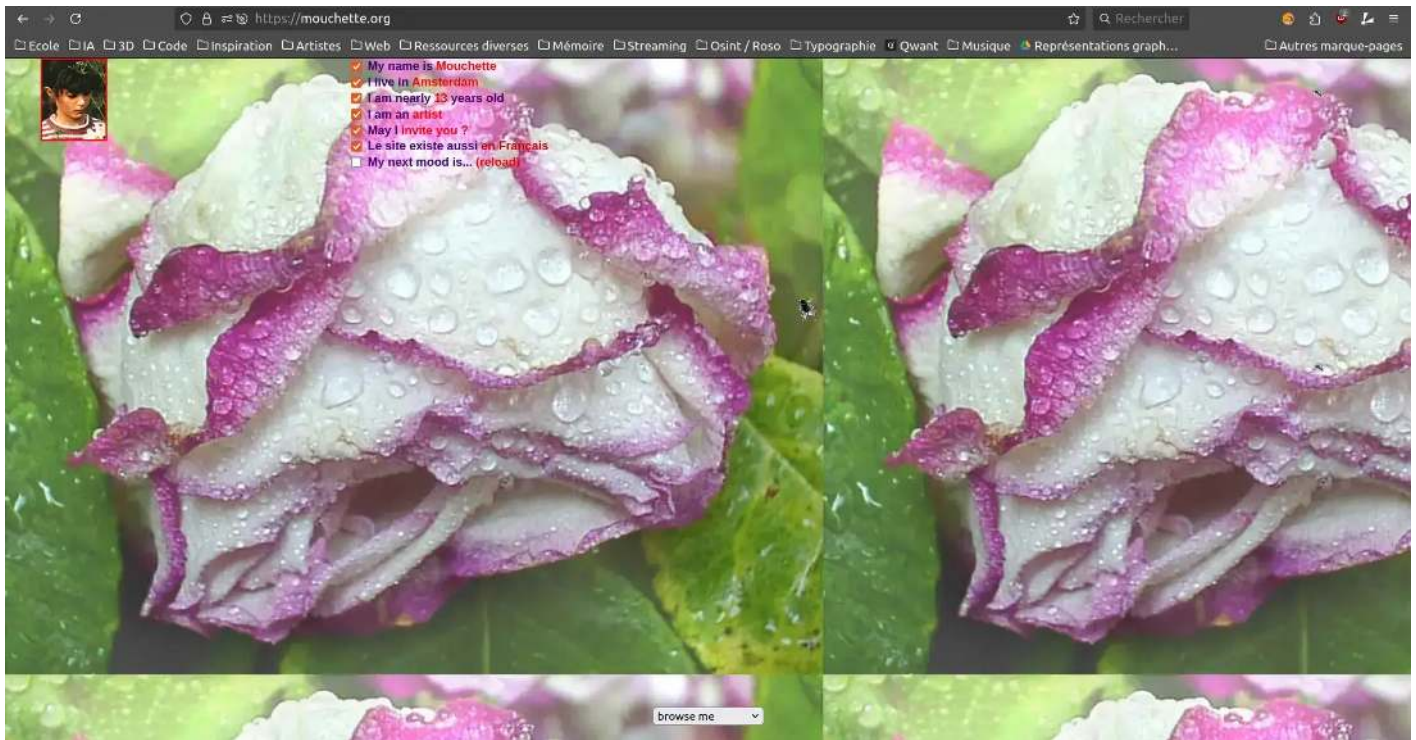 https://mouchette.org
Rechercher
Ecole IA 3D Code Inspiration Artistes Web Ressources diverses Mémoire Streaming Osint / Roso Typographie Qwant Musique Représentations graph... Autres marque-pages
My name is Mouchette
I live in Amsterdam
I am nearly 13 years old
I am an artist
May I invite you ?
Le site existe aussi en Français
My next mood is... (reload)
browse me